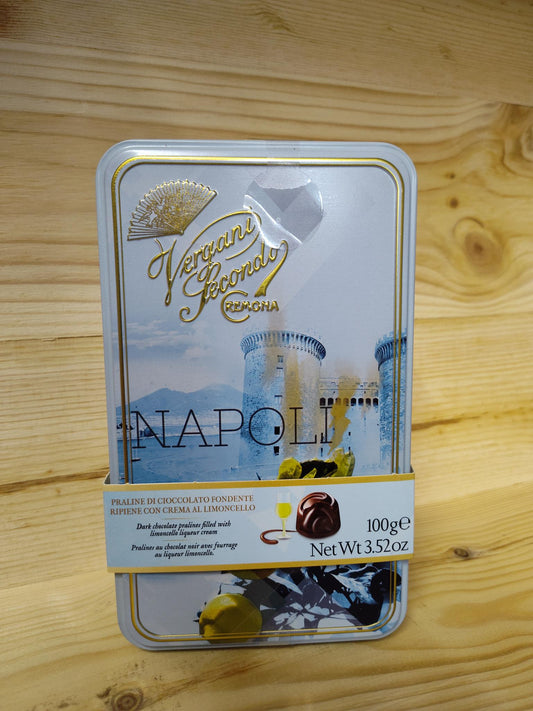 Vergani
Secondo
CREMONA
NAPOLI
PRALINE DI CIOCCOLATO FONDENTE
RIPIENE CON CREMA AL LIMONCELLO
Dark chocolate pralines filled with
limoncello liqueur cream
Pralines au chocolat noir avec fourrage
au liqueur limoncello.
100g℮
Net Wt 3.52oz